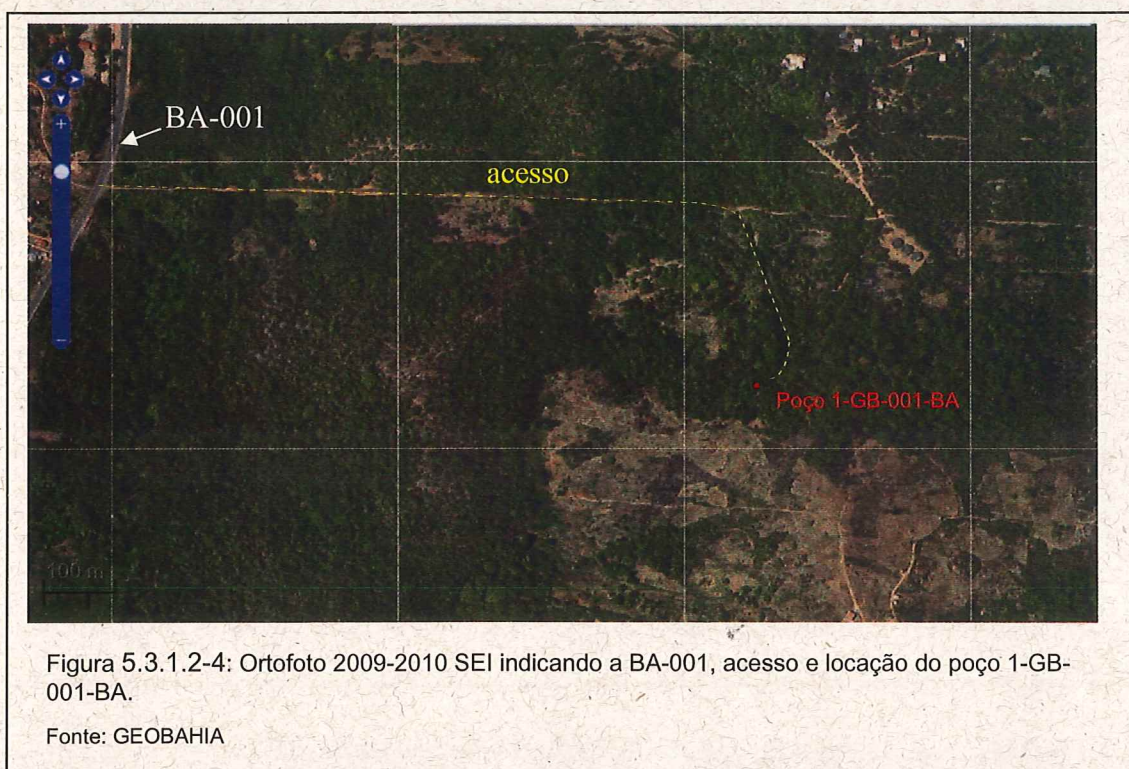 BA-001
acesso
Poço 1-GB-001-BA
100 m
Figura 5.3.1.2-4: Ortofoto 2009-2010 SEI indicando a BA-001, acesso e locação do poço 1-GB-
001-BA.
Fonte: GEOBAHIA